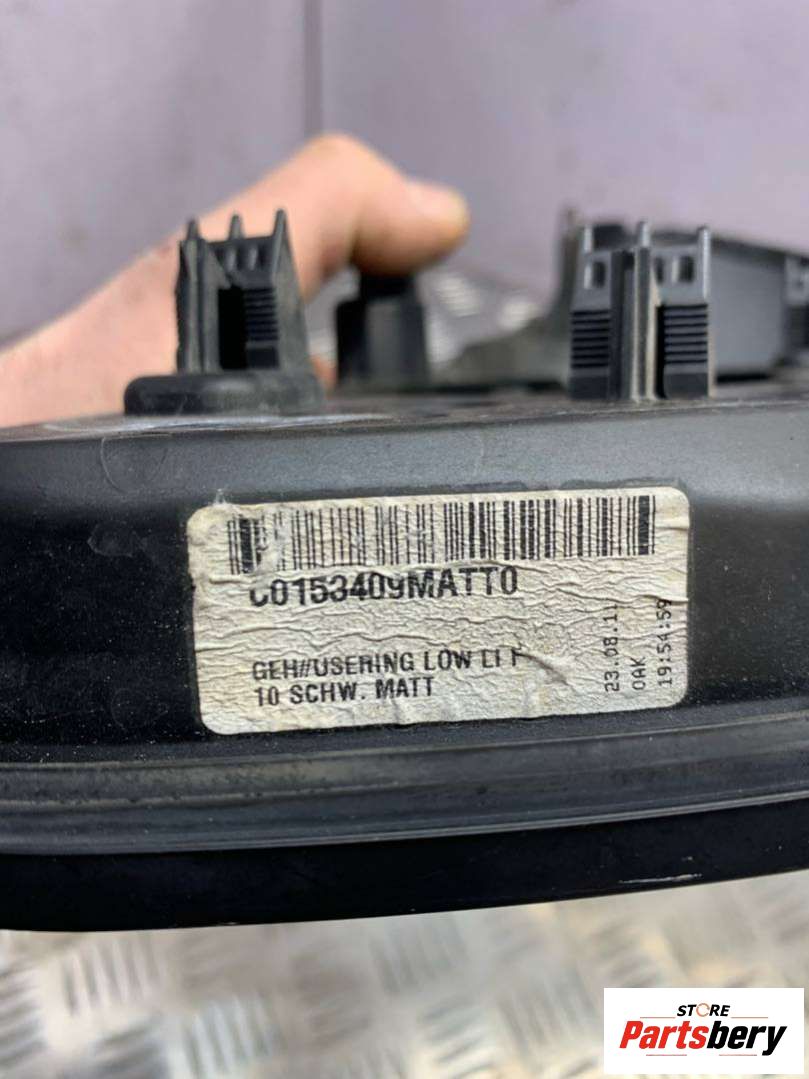 C0153409MATT0
GEH//USERING LOW LI F
10 SCHW. MATT
23.08.11
OAK
19:54:59
STORE
Partsbery